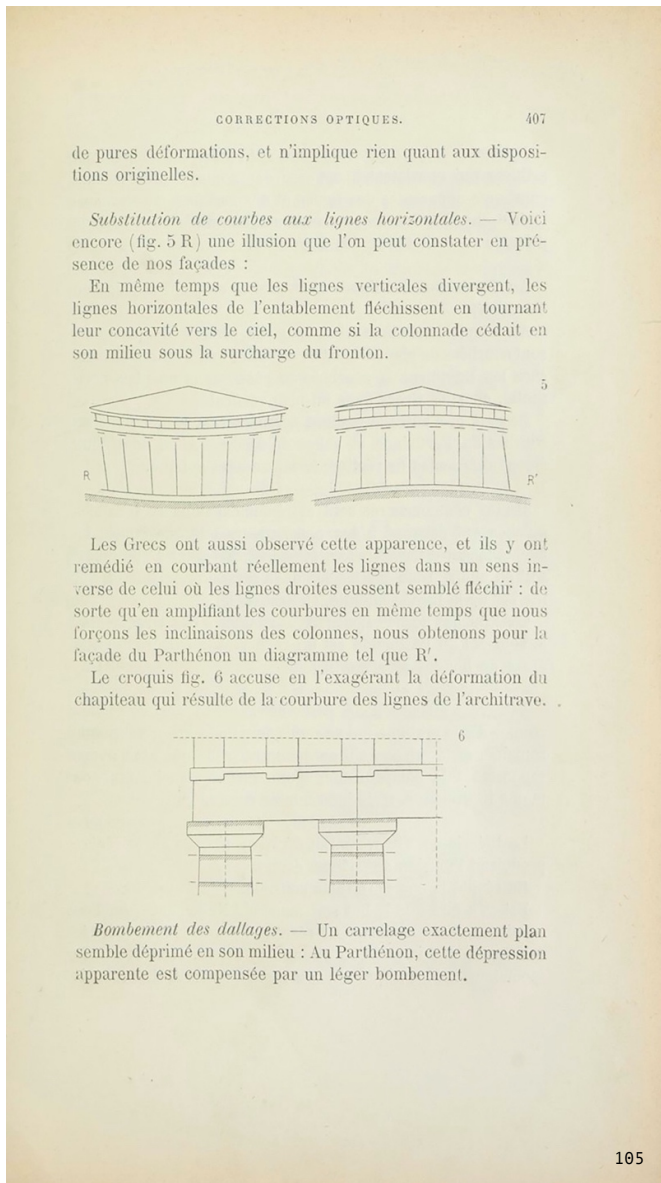 CORRECTIONS OPTIQUES. 407
de pures déformations, et n'implique rien quant aux disposi-
tions originelles.
Substitution de courbes aux lignes horizontales. — Voici
encore (fig. 5 R) une illusion que l'on peut constater en pré-
sence de nos façades :
En même temps que les lignes verticales divergent, les
lignes horizontales de l'entablement fléchissent en tournant
leur concavité vers le ciel, comme si la colonnade cédait en
son milieu sous la surcharge du fronton.
5
R
R'
Les Grecs ont aussi observé cette apparence, et ils y ont
remédié en courbant réellement les lignes dans un sens in-
verse de celui où les lignes droites eussent semblé fléchir : de
sorte qu'en amplifiant les courbures en même temps que nous
forçons les inclinaisons des colonnes, nous obtenons pour la
façade du Parthénon un diagramme tel que R'.
Le croquis fig. 6 accuse en l'exagérant la déformation du
chapiteau qui résulte de la courbure des lignes de l'architrave.
6
Bombement des dallages. — Un carrelage exactement plan
semble déprimé en son milieu : Au Parthénon, cette dépression
apparente est compensée par un léger bombement.
105